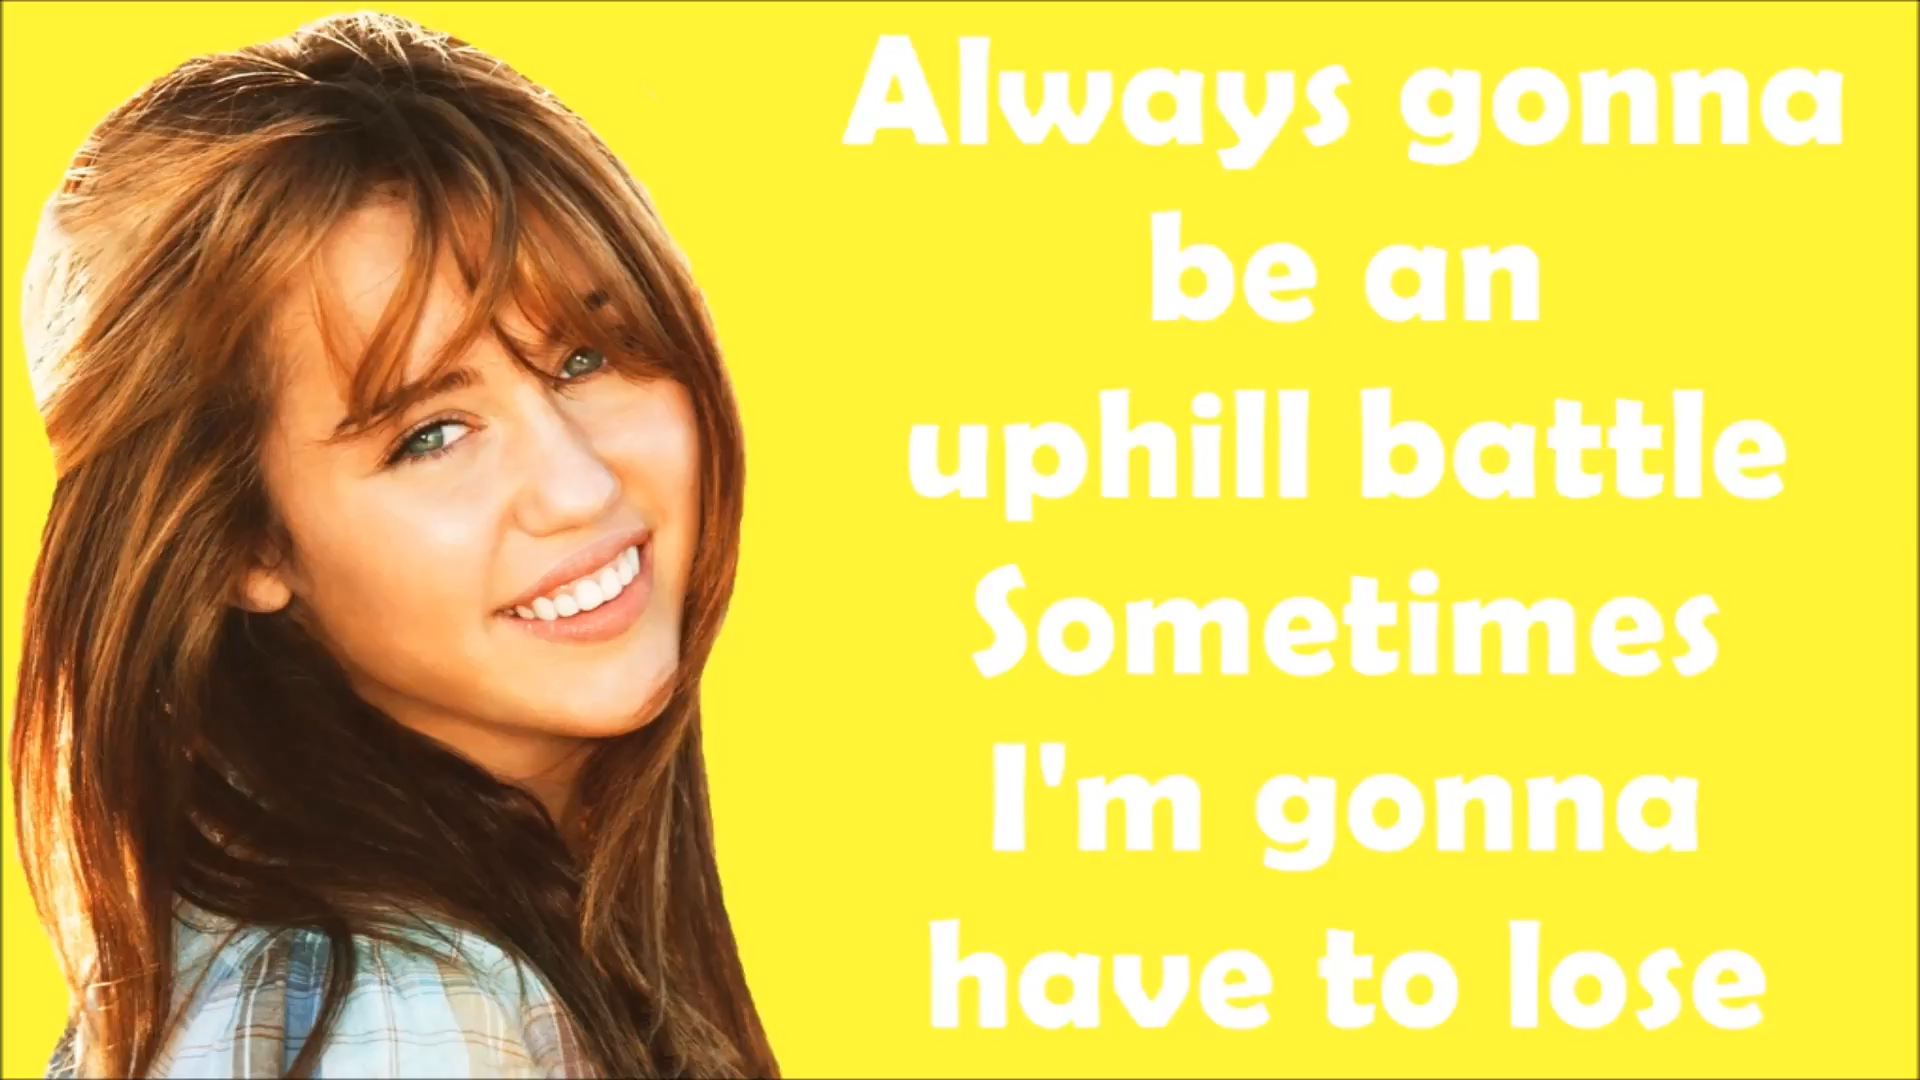 Always gonna
be an
uphill battle
Sometimes
I'm gonna
have to lose